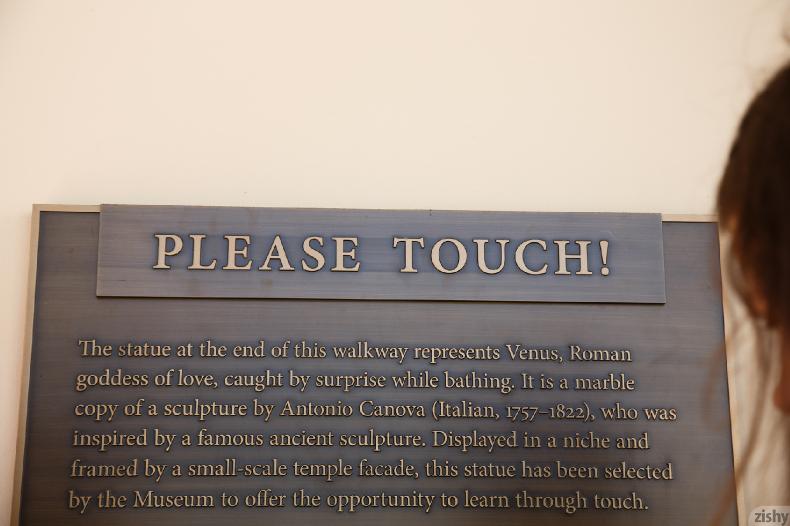 PLEASE TOUCH!
The statue at the end of this walkway represents Venus, Roman
goddess of love, caught by surprise while bathing. It is a marble
copy of a sculpture by Antonio Canova (Italian, 1757–1822), who was
inspired by a famous ancient sculpture. Displayed in a niche and
framed by a small-scale temple facade, this statue has been selected
by the Museum to offer the opportunity to learn through touch.
zishy